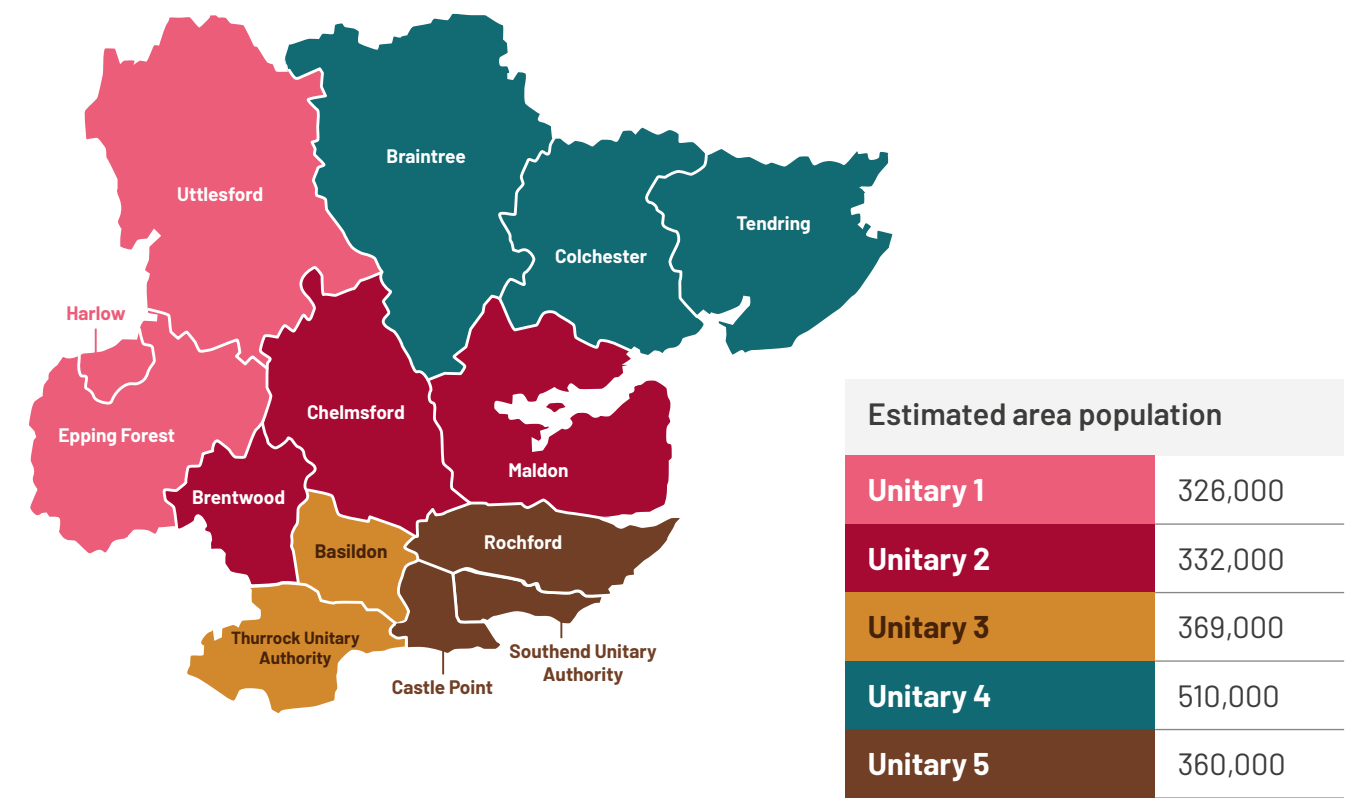 Braintree
Uttlesford
Tendring
Colchester
Harlow
Chelmsford
Epping Forest
Maldon
Brentwood
Rochford
Basildon
Thurrock Unitary
Authority
Southend Unitary
Authority
Castle Point
Estimated area population
Unitary 1 326,000
Unitary 2 332,000
Unitary 3 369,000
Unitary 4 510,000
Unitary 5 360,000